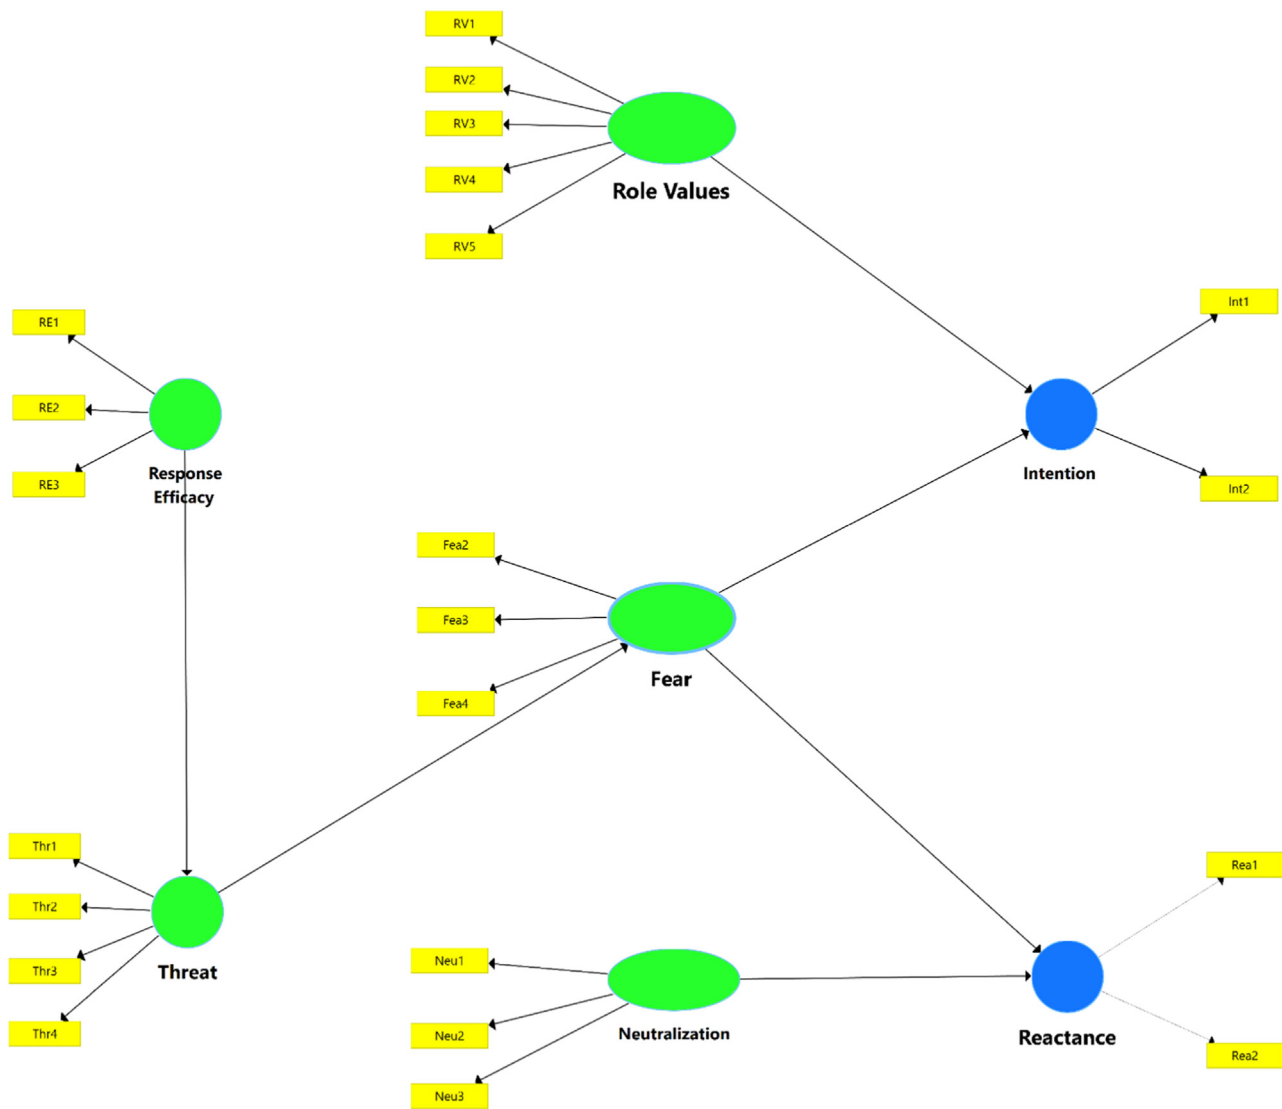 RV1
RV2
RV3
RV4
RV5
Role Values
RE1
RE2
RE3
Response
Efficacy
Int1
Int2
Intention
Fea2
Fea3
Fea4
Fear
Thr1
Thr2
Thr3
Thr4
Threat
Neu1
Neu2
Neu3
Neutralization
Rea1
Rea2
Reactance